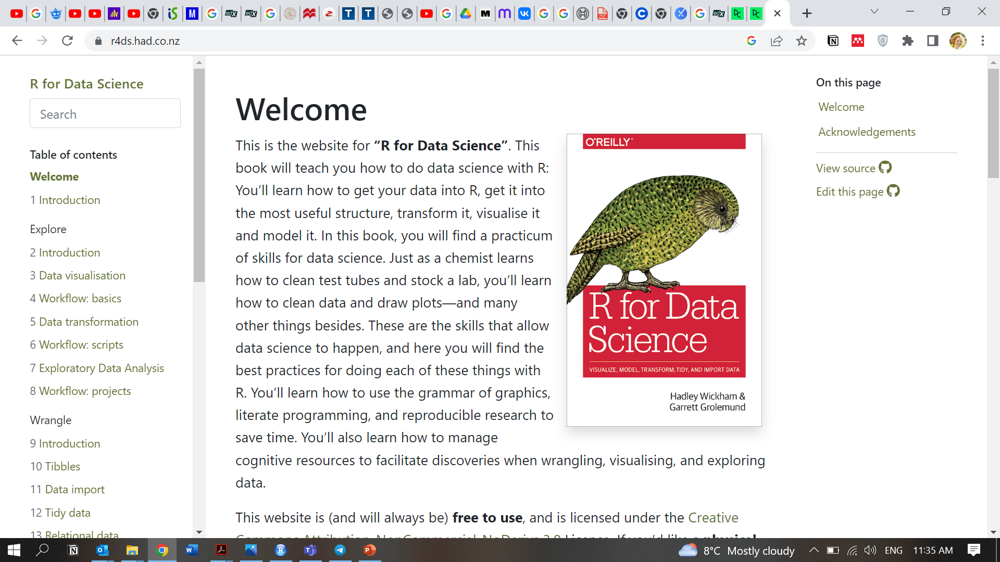 r4ds.had.co.nz
R for Data Science
Search
Table of contents
Welcome
1 Introduction
Explore
2 Introduction
3 Data visualisation
4 Workflow: basics
5 Data transformation
6 Workflow: scripts
7 Exploratory Data Analysis
8 Workflow: projects
Wrangle
9 Introduction
10 Tibbles
11 Data import
12 Tidy data
13 Relational data
Welcome
This is the website for “R for Data Science”. This
book will teach you how to do data science with R:
You’ll learn how to get your data into R, get it into
the most useful structure, transform it, visualise it
and model it. In this book, you will find a practicum
of skills for data science. Just as a chemist learns
how to clean test tubes and stock a lab, you’ll learn
how to clean data and draw plots—and many
other things besides. These are the skills that allow
data science to happen, and here you will find the
best practices for doing each of these things with
R. You’ll learn how to use the grammar of graphics,
literate programming, and reproducible research to
save time. You’ll also learn how to manage
cognitive resources to facilitate discoveries when wrangling, visualising, and exploring
data.
This website is (and will always be) free to use, and is licensed under the Creative
Commons Attribution-NonCommercial-NoDerivs 3.0 License. If you’d like a physical
O'REILLY®
R for Data
Science
VISUALIZE, MODEL, TRANSFORM, TIDY, AND IMPORT DATA
Hadley Wickham &
Garrett Grolemund
On this page
Welcome
Acknowledgements
View source
Edit this page
8°C Mostly cloudy
ENG
11:35 AM